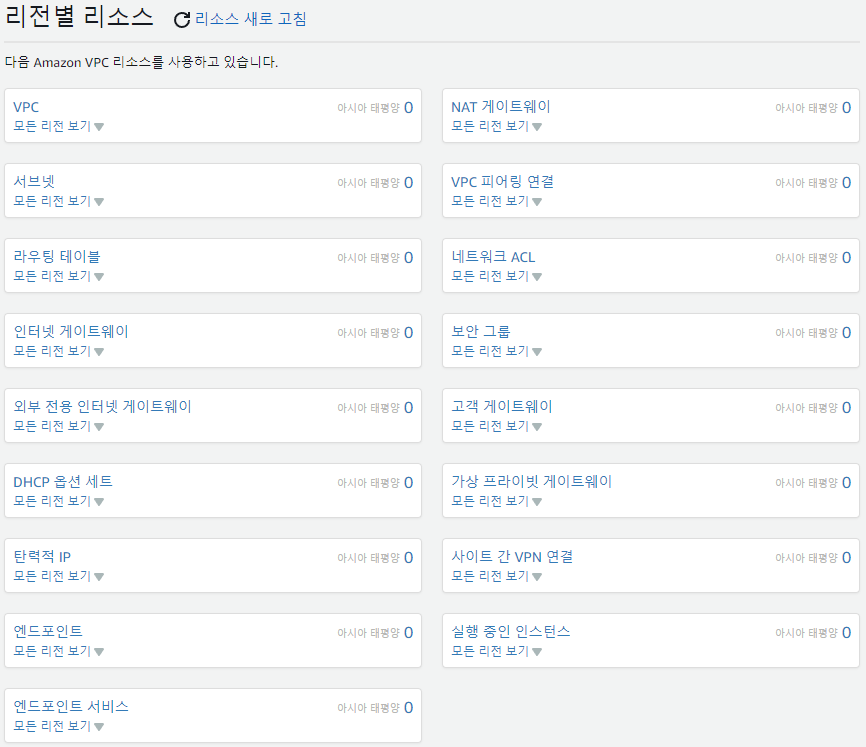 리전별 리소스 리소스 새로 고침
다음 Amazon VPC 리소스를 사용하고 있습니다.
VPC 아시아 태평양 0
모든 리전 보기
NAT 게이트웨이 아시아 태평양 0
모든 리전 보기
서브넷 아시아 태평양 0
모든 리전 보기
VPC 피어링 연결 아시아 태평양 0
모든 리전 보기
라우팅 테이블 아시아 태평양 0
모든 리전 보기
네트워크 ACL 아시아 태평양 0
모든 리전 보기
인터넷 게이트웨이 아시아 태평양 0
모든 리전 보기
보안 그룹 아시아 태평양 0
모든 리전 보기
외부 전용 인터넷 게이트웨이 아시아 태평양 0
모든 리전 보기
고객 게이트웨이 아시아 태평양 0
모든 리전 보기
DHCP 옵션 세트 아시아 태평양 0
모든 리전 보기
가상 프라이빗 게이트웨이 아시아 태평양 0
모든 리전 보기
탄력적 IP 아시아 태평양 0
모든 리전 보기
사이트 간 VPN 연결 아시아 태평양 0
모든 리전 보기
엔드포인트 아시아 태평양 0
모든 리전 보기
실행 중인 인스턴스 아시아 태평양 0
모든 리전 보기
엔드포인트 서비스 아시아 태평양 0
모든 리전 보기